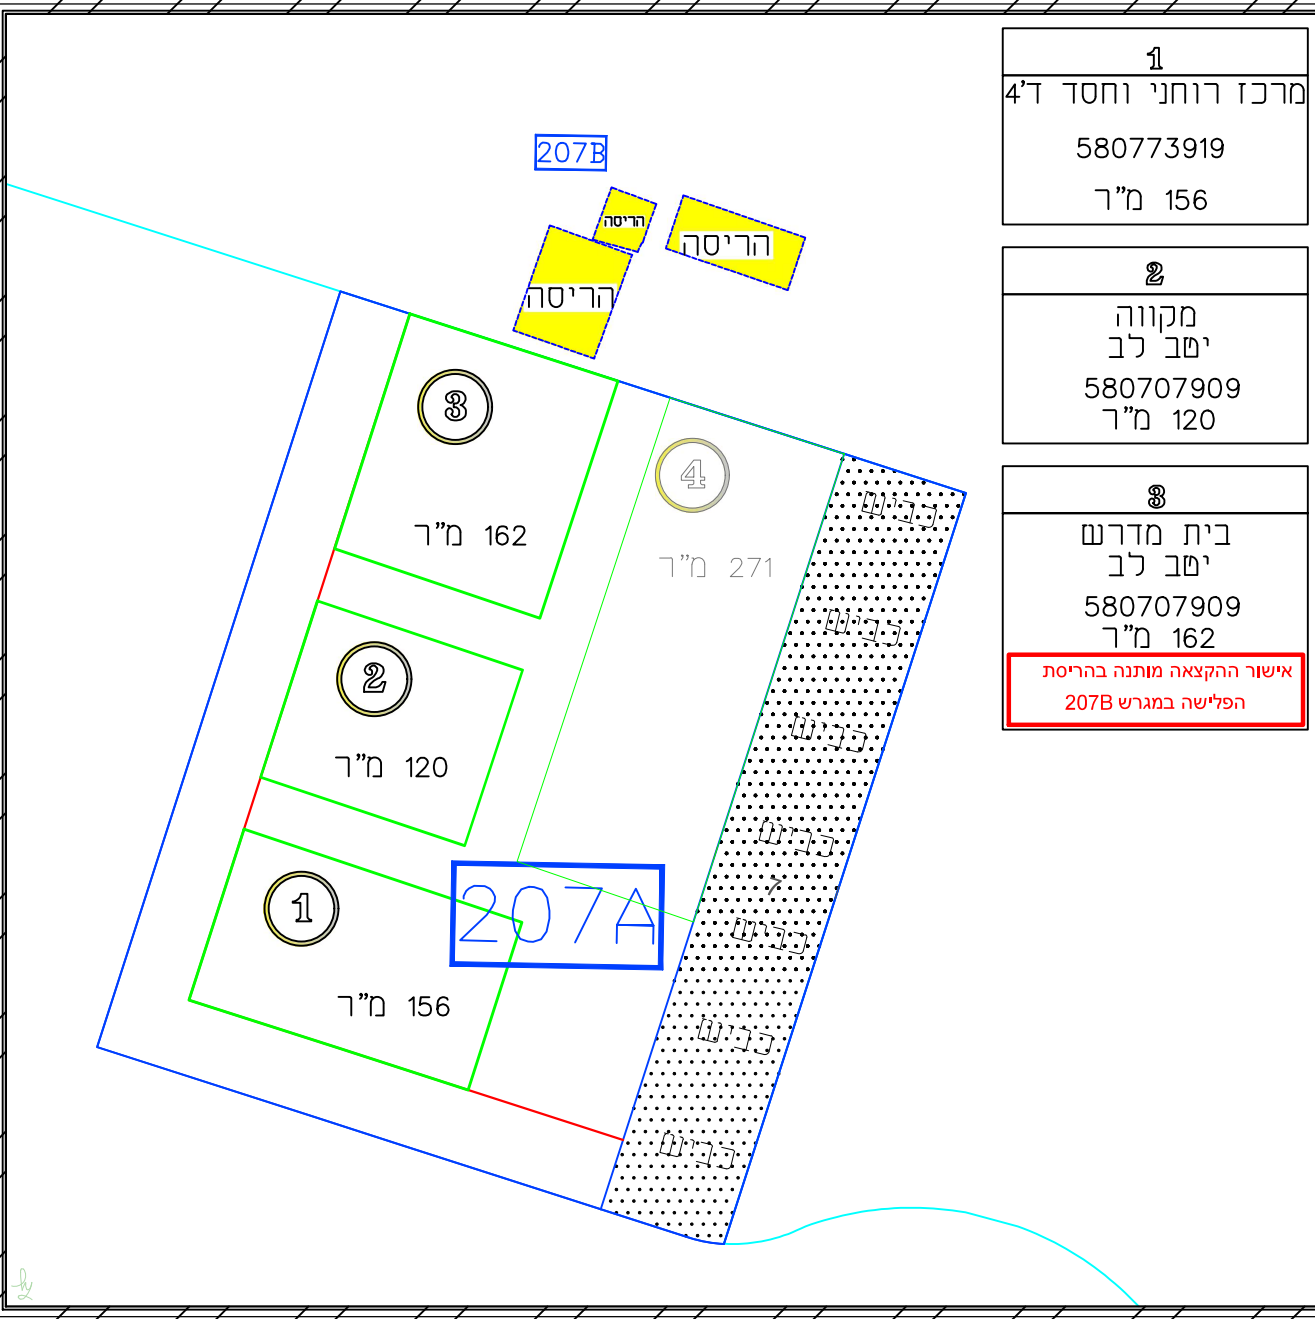 1
מרכז רוחני וחסד ד'4
580773919
156 מ"ר
2
מקווה
יטב לב
580707909
120 מ"ר
3
בית מדרש
יטב לב
580707909
162 מ"ר
אישור ההקצאה מותנה בהריסת
הפלישה במגרש 207B
207B
הריסה
הריסה
הריסה
3
162 מ"ר
4
271 מ"ר
2
120 מ"ר
1
156 מ"ר
207A
כביש
כביש
כביש
כביש
7
כביש
כביש
כביש